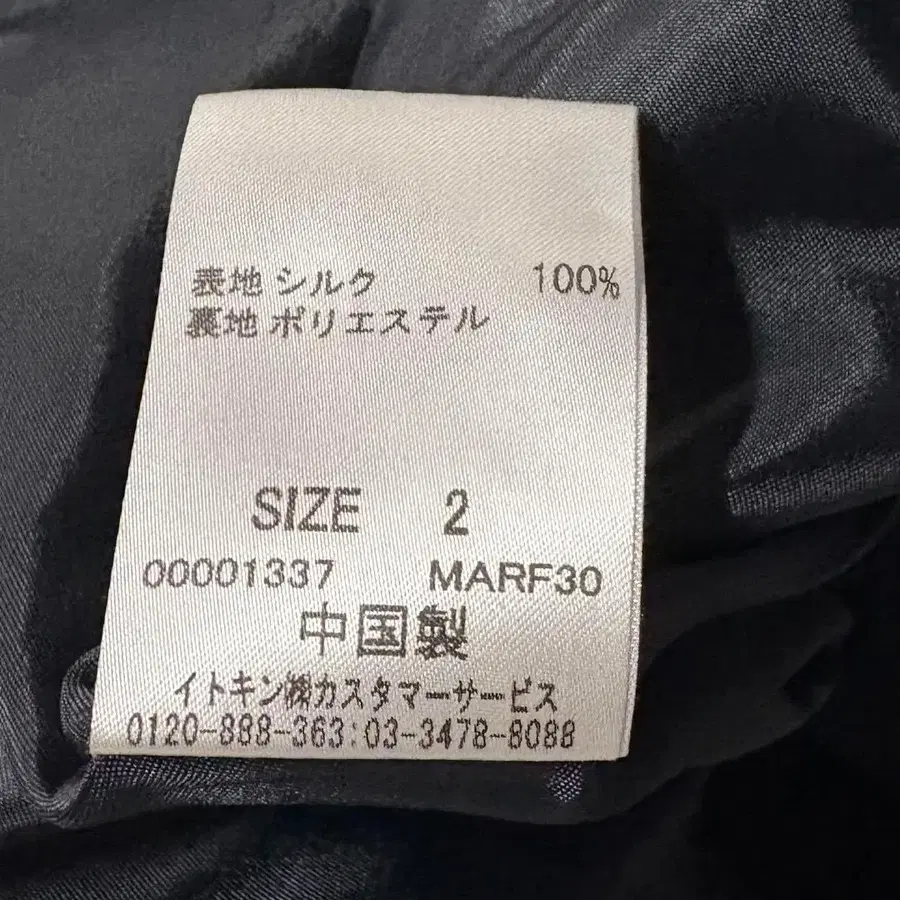 表地 シルク 100%
裏地 ポリエステル
SIZE 2
00001337 MARF30
中国製
イトキン㈱カスタマーサービス
0120-888-363:03-3478-8088